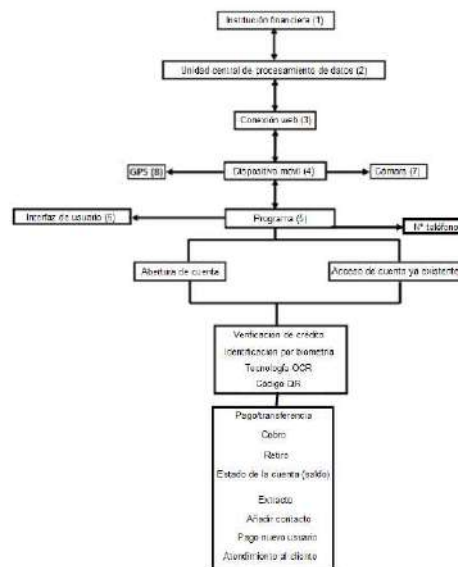 Institución financiera (1)
Unidad central de procesamiento de datos (2)
Conexión web (3)
GPS (8)
Dispositivo móvil (4)
Cámara (7)
Interfaz de usuario (6)
Programa (5)
Nº teléfono
Abertura de cuenta
Acceso de cuenta ya existente
Verificación de crédito
Identificación por biometría
Tecnología OCR
Código QR
Pago/transferencia
Cobro
Retiro
Estado de la cuenta (saldo)
Extracto
Añadir contacto
Pago nuevo usuario
Atendimiento al cliente